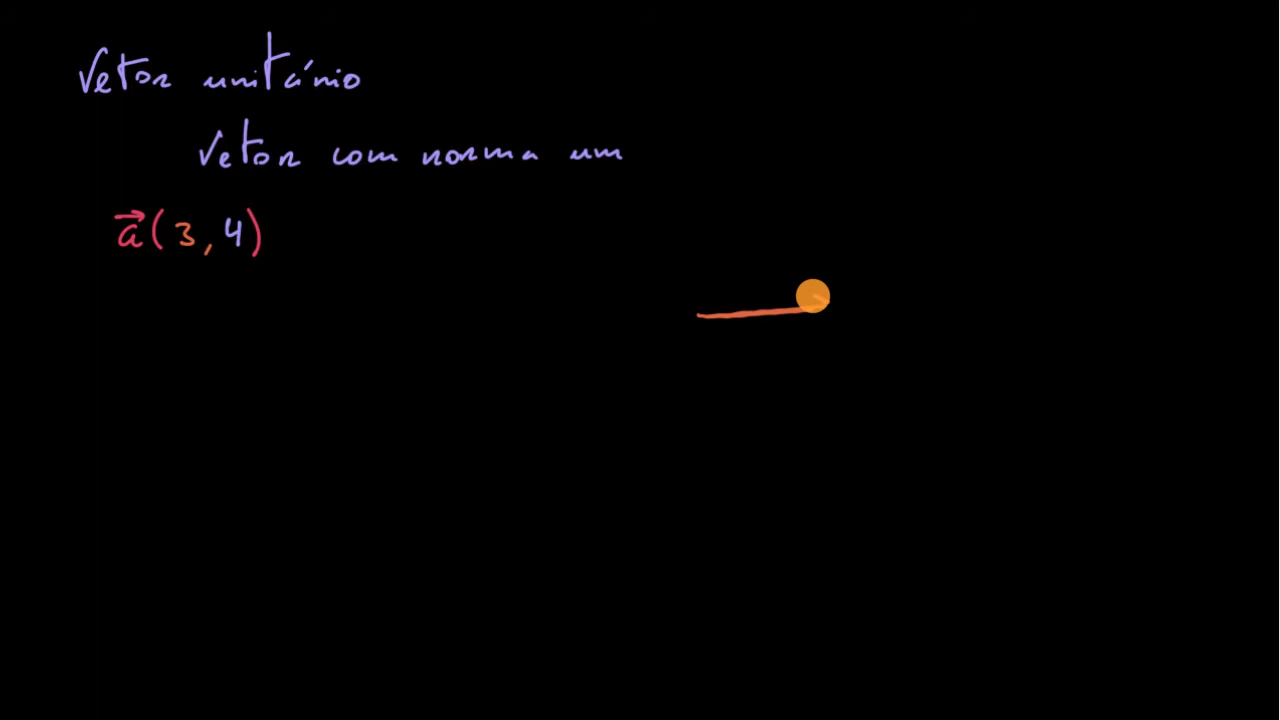 Vetor unitário
Vetor com norma um
a⃗(3,4)